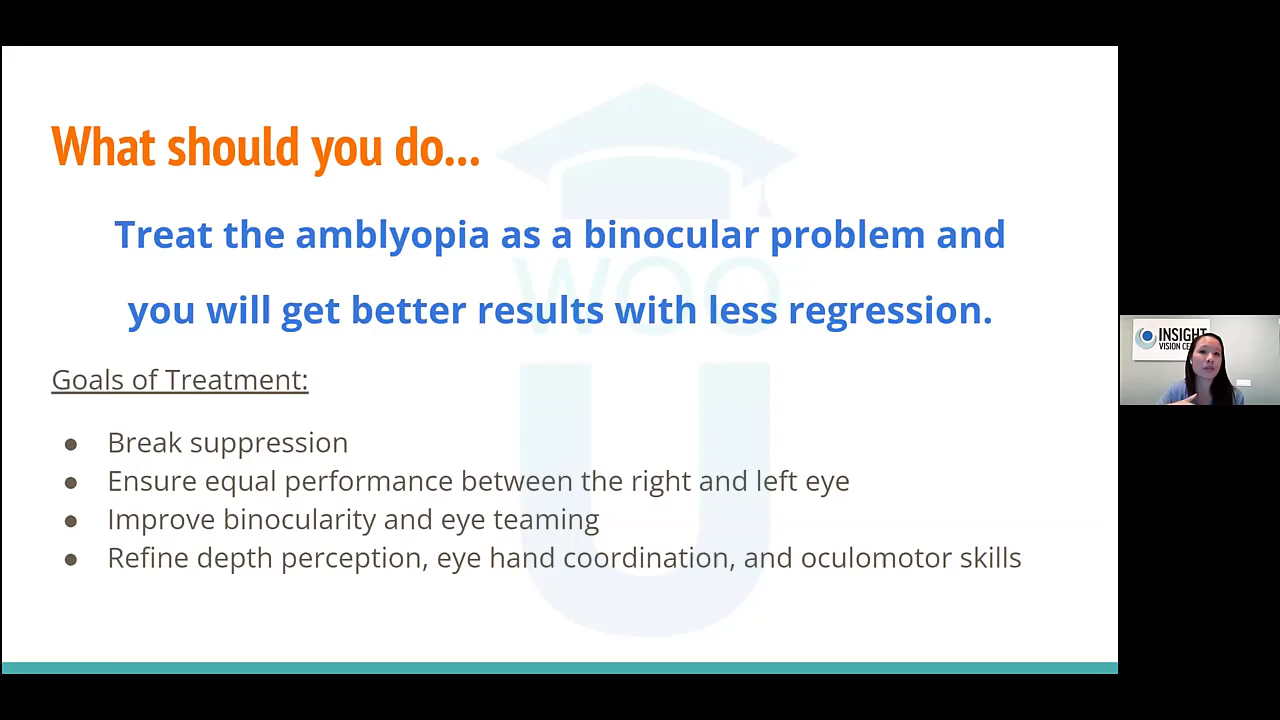 What should you do...
Treat the amblyopia as a binocular problem and
you will get better results with less regression.
Goals of Treatment:
● Break suppression
● Ensure equal performance between the right and left eye
● Improve binocularity and eye teaming
● Refine depth perception, eye hand coordination, and oculomotor skills
WOO
U
INSIGHT
VISION